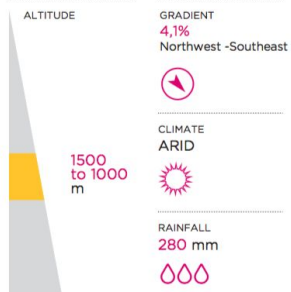 ALTITUDE
1500
to 1000
m
GRADIENT
4,1%
Northwest -Southeast
CLIMATE
ARID
RAINFALL
280 mm